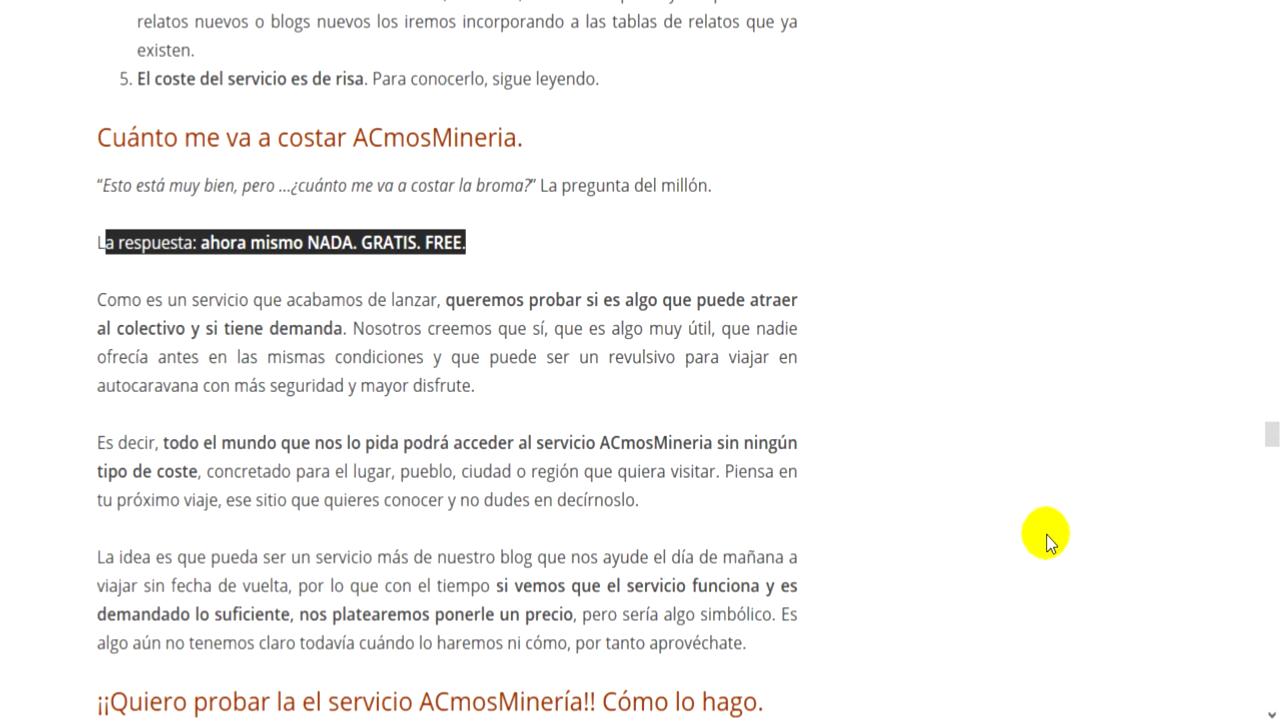 relatos nuevos o blogs nuevos los iremos incorporando a las tablas de relatos que ya
existen.
5. El coste del servicio es de risa. Para conocerlo, sigue leyendo.
Cuánto me va a costar ACmosMineria.
“Esto está muy bien, pero …¿cuánto me va a costar la broma?” La pregunta del millón.
La respuesta: ahora mismo NADA. GRATIS. FREE.
Como es un servicio que acabamos de lanzar, queremos probar si es algo que puede atraer
al colectivo y si tiene demanda. Nosotros creemos que sí, que es algo muy útil, que nadie
ofrecía antes en las mismas condiciones y que puede ser un revulsivo para viajar en
autocaravana con más seguridad y mayor disfrute.
Es decir, todo el mundo que nos lo pida podrá acceder al servicio ACmosMineria sin ningún
tipo de coste, concretado para el lugar, pueblo, ciudad o región que quiera visitar. Piensa en
tu próximo viaje, ese sitio que quieres conocer y no dudes en decírnoslo.
La idea es que pueda ser un servicio más de nuestro blog que nos ayude el día de mañana a
viajar sin fecha de vuelta, por lo que con el tiempo si vemos que el servicio funciona y es
demandado lo suficiente, nos platearemos ponerle un precio, pero sería algo simbólico. Es
algo aún no tenemos claro todavía cuándo lo haremos ni cómo, por tanto aprovéchate.
¡¡Quiero probar la el servicio ACmosMinería!! Cómo lo hago.